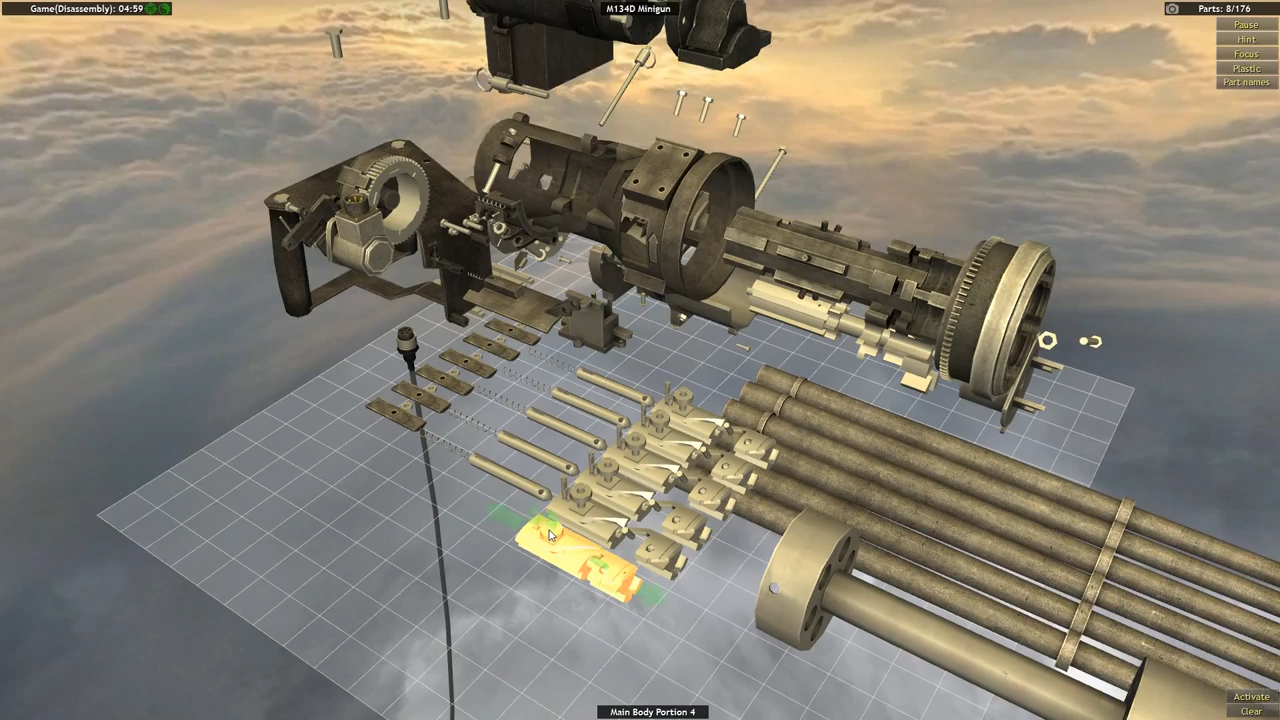 Game(Disassembly): 04:59
M134D Minigun
Parts: 8/176
Pause
Hint
Focus
Plastic
Part names
Main Body Portion 4
Activate
Clear